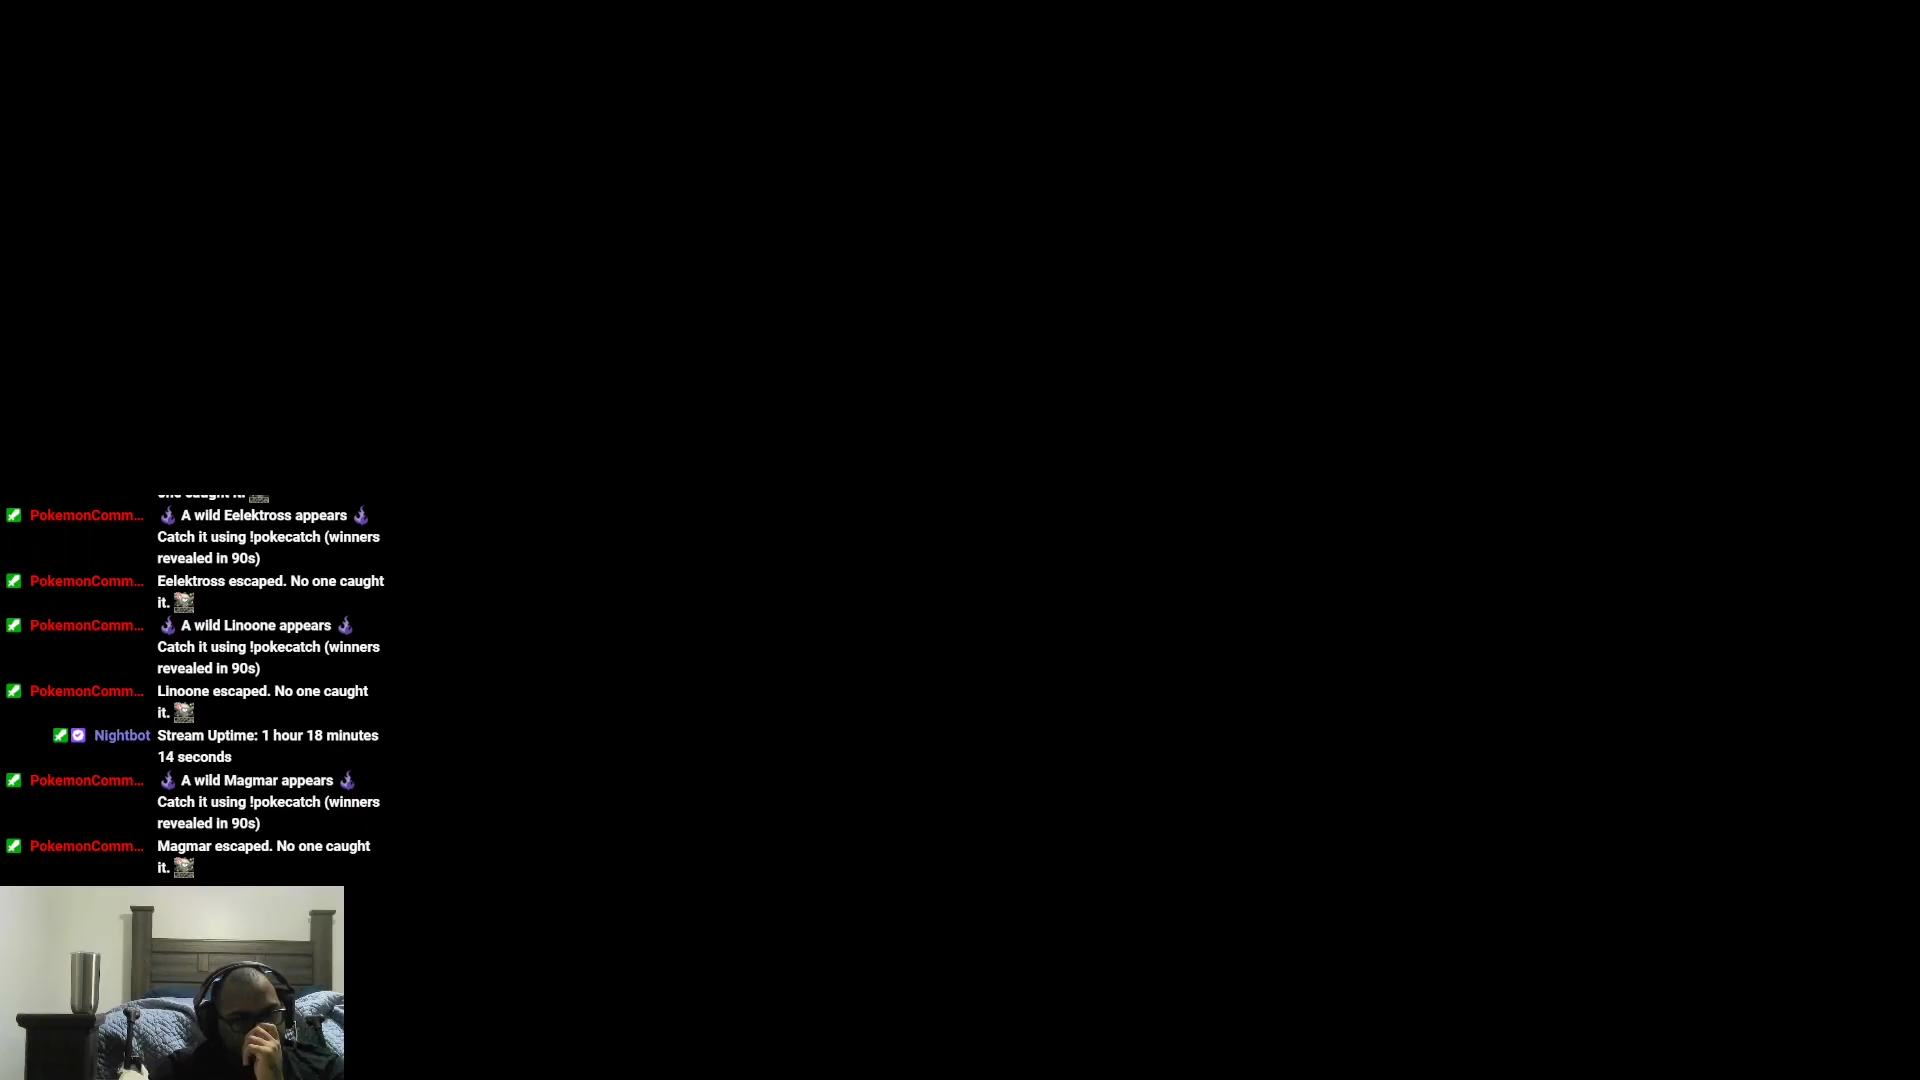 one caught it.
PokemonComm... A wild Eelektross appears
Catch it using !pokecatch (winners
revealed in 90s)
PokemonComm... Eelektross escaped. No one caught
it.
PokemonComm... A wild Linoone appears
Catch it using !pokecatch (winners
revealed in 90s)
PokemonComm... Linoone escaped. No one caught
it.
Nightbot Stream Uptime: 1 hour 18 minutes
14 seconds
PokemonComm... A wild Magmar appears
Catch it using !pokecatch (winners
revealed in 90s)
PokemonComm... Magmar escaped. No one caught
it.